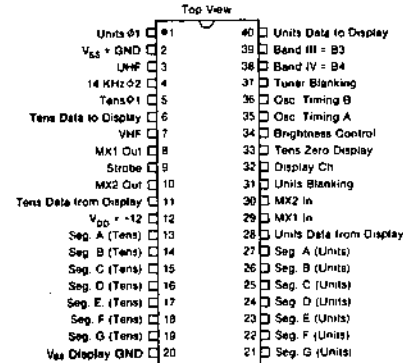 Top View
Units Φ1 1 40 Units Data to Display
VSS = GND 2 39 Band III = B3
UHF 3 38 Band IV = B4
14 KHz Φ2 4 37 Tuner Blanking
Tens Φ1 5 36 Osc Timing B
Tens Data to Display 6 35 Osc Timing A
VHF 7 34 Brightness Control
MX1 Out 8 33 Tens Zero Display
Strobe 9 32 Display Ch
MX2 Out 10 31 Units Blanking
Tens Data from Display 11 30 MX2 In
VDD = -12 12 29 MX1 In
Seg. A (Tens) 13 28 Units Data from Display
Seg. B (Tens) 14 27 Seg. A (Units)
Seg. C (Tens) 15 26 Seg. B (Units)
Seg. D (Tens) 16 25 Seg. C (Units)
Seg. E. (Tens) 17 24 Seg. D (Units)
Seg. F (Tens) 18 23 Seg. E (Units)
Seg. G (Tens) 19 22 Seg. F (Units)
VSS Display GND 20 21 Seg. G (Units)